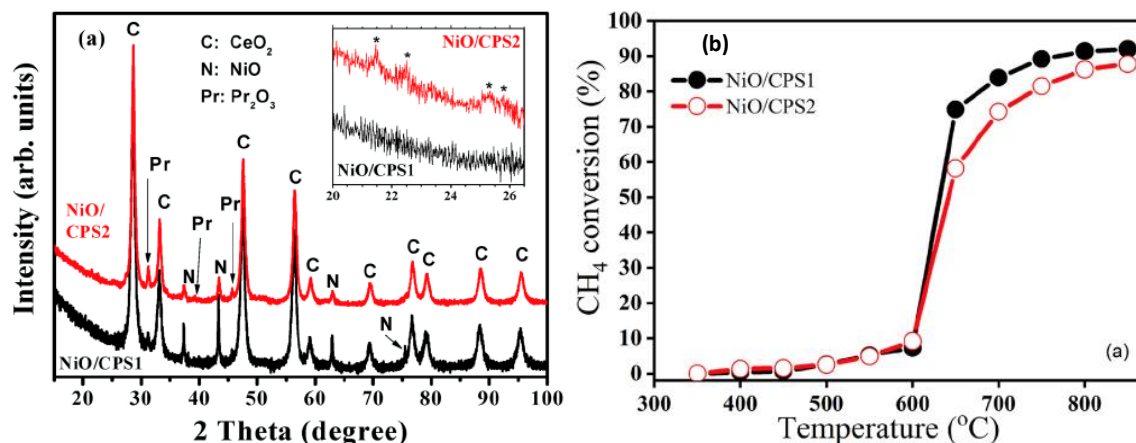 (a)
C: CeO₂
N: NiO
Pr: Pr₂O₃
C
Pr
C
N
Pr
N
Pr
C
C
C
N
C
N
C
C
C
C
NiO/
CPS2
NiO/CPS1
Intensity (arb. units)
15 20 30 40 50 60 70 80 90 100
2 Theta (degree)
NiO/CPS2
* * * *
NiO/CPS1
20 22 24 26
(b)
NiO/CPS1
NiO/CPS2
CH₄ conversion (%)
100
90
80
70
60
50
40
30
20
10
0
(a)
300 400 500 600 700 800
Temperature (°C)